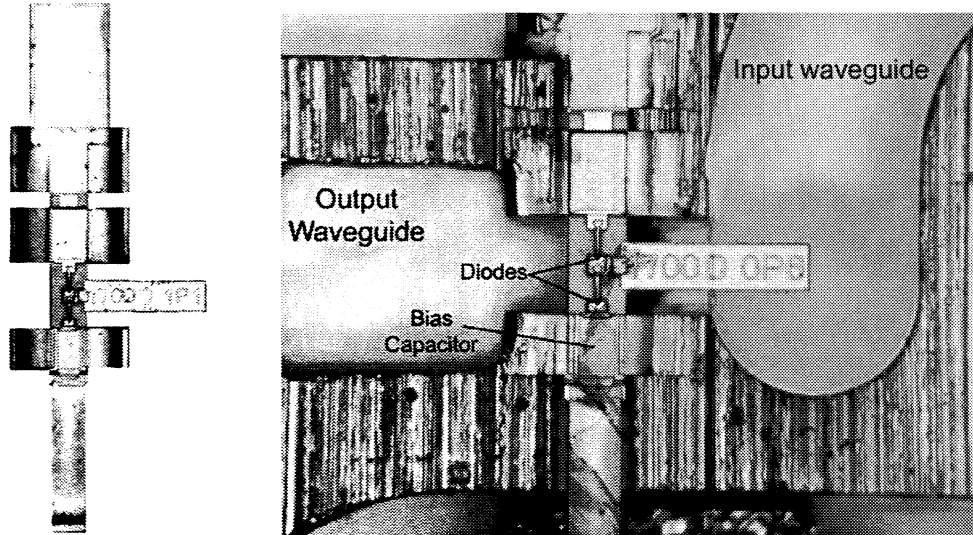 Input waveguide
Output
Waveguide
Diodes
Bias
Capacitor